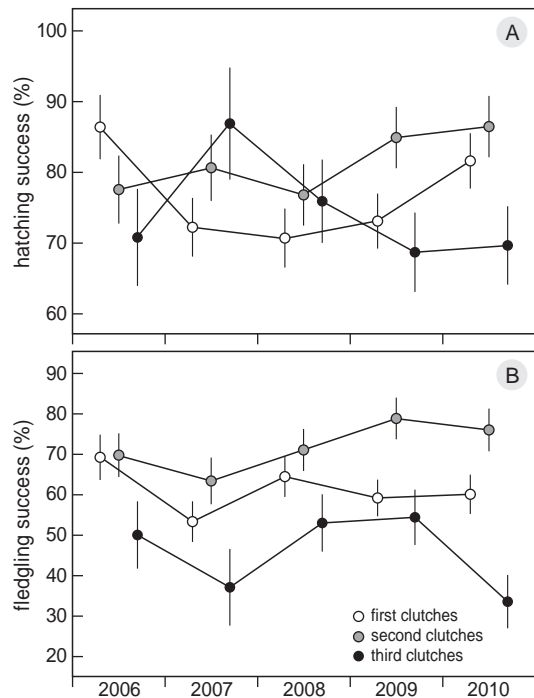 A
hatching success (%)
100
90
80
70
60
B
fledgling success (%)
90
80
70
60
50
40
30
20
first clutches
second clutches
third clutches
2006 2007 2008 2009 2010